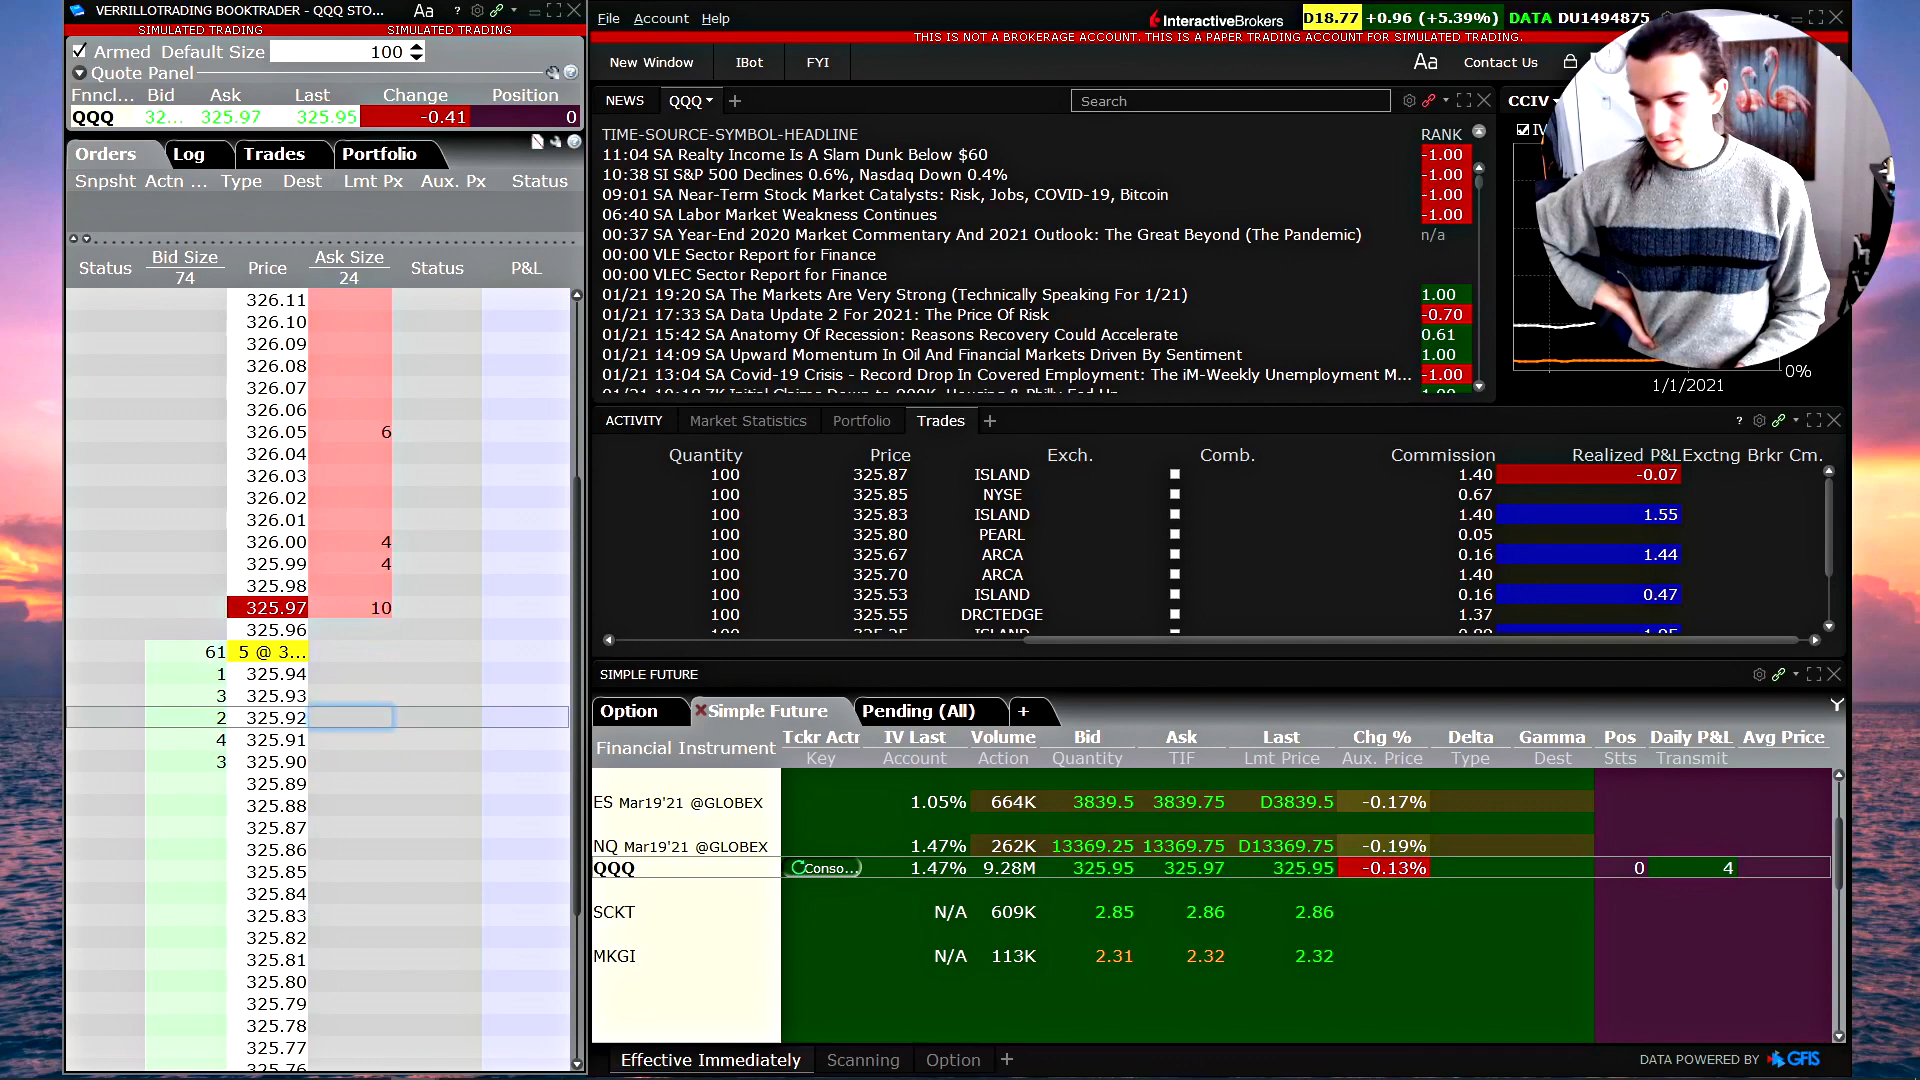 VERRILLOTRADING BOOKTRADER - QQQ STO...
Aa ?
SIMULATED TRADING SIMULATED TRADING
Armed Default Size 100
Quote Panel
Fnncl... Bid Ask Last Change Position
QQQ 32... 325.97 325.95 -0.41 0
Orders Log Trades Portfolio
Snpsht Actn ... Type Dest Lmt Px Aux. Px Status
Status Bid Size Price Ask Size Status P&L
74 24
326.11
326.10
326.09
326.08
326.07
326.06
326.05 6
326.04
326.03
326.02
326.01
326.00 4
325.99 4
325.98
325.97 10
325.96
61 5 @ 3...
1 325.94
3 325.93
2 325.92
4 325.91
3 325.90
325.89
325.88
325.87
325.86
325.85
325.84
325.83
325.82
325.81
325.80
325.79
325.78
325.77
325.76
File Account Help
InteractiveBrokers D18.77 +0.96 (+5.39%) DATA DU1494875
THIS IS NOT A BROKERAGE ACCOUNT. THIS IS A PAPER TRADING ACCOUNT FOR SIMULATED TRADING.
New Window IBot FYI Aa Contact Us
NEWS QQQ + Search
TIME-SOURCE-SYMBOL-HEADLINE RANK
11:04 SA Realty Income Is A Slam Dunk Below $60 -1.00
10:38 SI S&P 500 Declines 0.6%, Nasdaq Down 0.4% -1.00
09:01 SA Near-Term Stock Market Catalysts: Risk, Jobs, COVID-19, Bitcoin -1.00
06:40 SA Labor Market Weakness Continues -1.00
00:37 SA Year-End 2020 Market Commentary And 2021 Outlook: The Great Beyond (The Pandemic) n/a
00:00 VLE Sector Report for Finance
00:00 VLEC Sector Report for Finance
01/21 19:20 SA The Markets Are Very Strong (Technically Speaking For 1/21) 1.00
01/21 17:33 SA Data Update 2 For 2021: The Price Of Risk -0.70
01/21 15:42 SA Anatomy Of Recession: Reasons Recovery Could Accelerate 0.61
01/21 14:09 SA Upward Momentum In Oil And Financial Markets Driven By Sentiment 1.00
01/21 13:04 SA Covid-19 Crisis - Record Drop In Covered Employment: The iM-Weekly Unemployment M... -1.00
CCIV
IV
0%
1/1/2021
ACTIVITY Market Statistics Portfolio Trades + ?
Quantity Price Exch. Comb. Commission Realized P&L Exctng Brkr Cm.
100 325.87 ISLAND 1.40 -0.07
100 325.85 NYSE 0.67
100 325.83 ISLAND 1.40 1.55
100 325.80 PEARL 0.05
100 325.67 ARCA 0.16 1.44
100 325.70 ARCA 1.40
100 325.53 ISLAND 0.16 0.47
100 325.55 DRCTEDGE 1.37
SIMPLE FUTURE
Option Simple Future Pending (All) +
Financial Instrument Tckr Actn IV Last Volume Bid Ask Last Chg % Delta Gamma Pos Daily P&L Avg Price
Key Account Action Quantity TIF Lmt Price Aux. Price Type Dest Stts Transmit
ES Mar19'21 @GLOBEX 1.05% 664K 3839.5 3839.75 D3839.5 -0.17%
NQ Mar19'21 @GLOBEX 1.47% 262K 13369.25 13369.75 D13369.75 -0.19%
QQQ Conso... 1.47% 9.28M 325.95 325.97 325.95 -0.13% 0 4
SCKT N/A 609K 2.85 2.86 2.86
MKGI N/A 113K 2.31 2.32 2.32
Effective Immediately Scanning Option + DATA POWERED BY GFIS